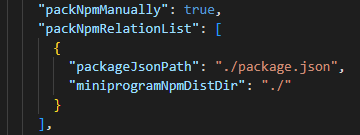 "packNpmManually": true,
"packNpmRelationList": [
{
"packageJsonPath": "./package.json",
"miniprogramNpmDistDir": "./"
}
],